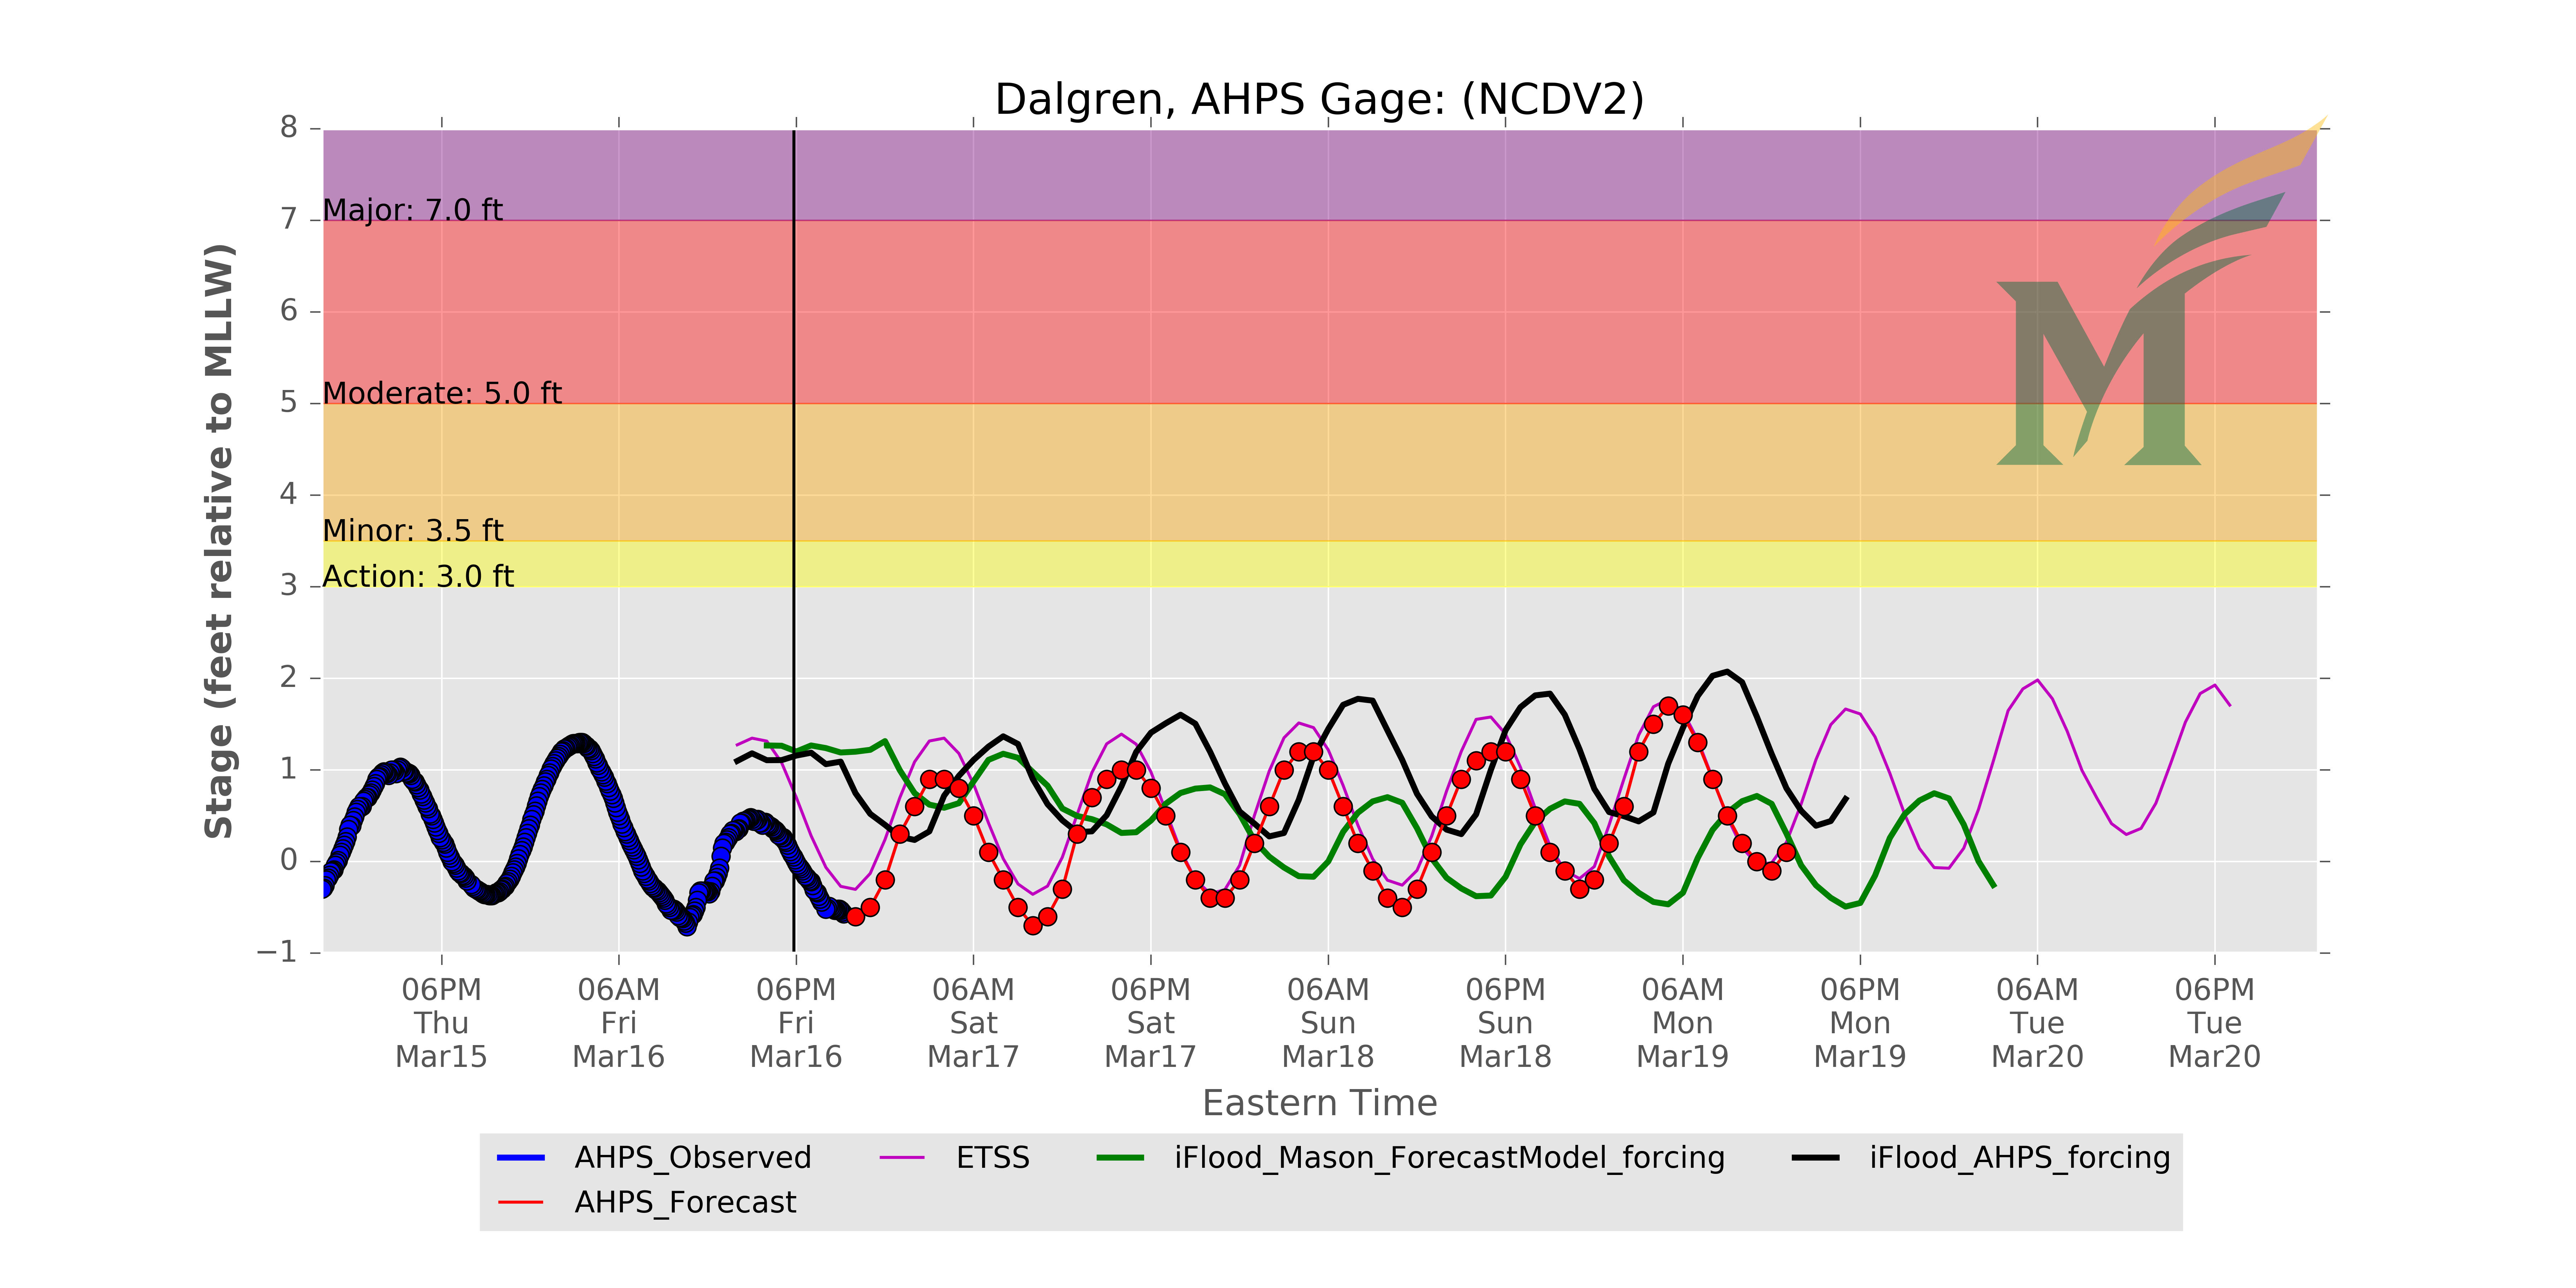 Dalgren, AHPS Gage: (NCDV2)
Stage (feet relative to MLLW)
8
7
6
5
4
3
2
1
0
−1
Major: 7.0 ft
Moderate: 5.0 ft
Minor: 3.5 ft
Action: 3.0 ft
M
06PM 06AM 06PM 06AM 06PM 06AM 06PM 06AM 06PM 06AM 06PM
Thu Fri Fri Sat Sat Sun Sun Mon Mon Tue Tue
Mar15 Mar16 Mar16 Mar17 Mar17 Mar18 Mar18 Mar19 Mar19 Mar20 Mar20
Eastern Time
AHPS_Observed ETSS iFlood_Mason_ForecastModel_forcing iFlood_AHPS_forcing
AHPS_Forecast